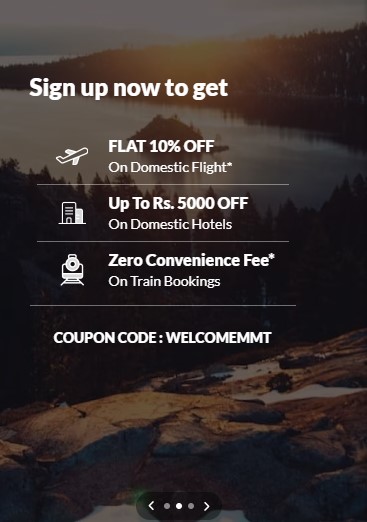 Sign up now to get
FLAT 10% OFF
On Domestic Flight*
Up To Rs. 5000 OFF
On Domestic Hotels
Zero Convenience Fee*
On Train Bookings
COUPON CODE : WELCOMEMMT